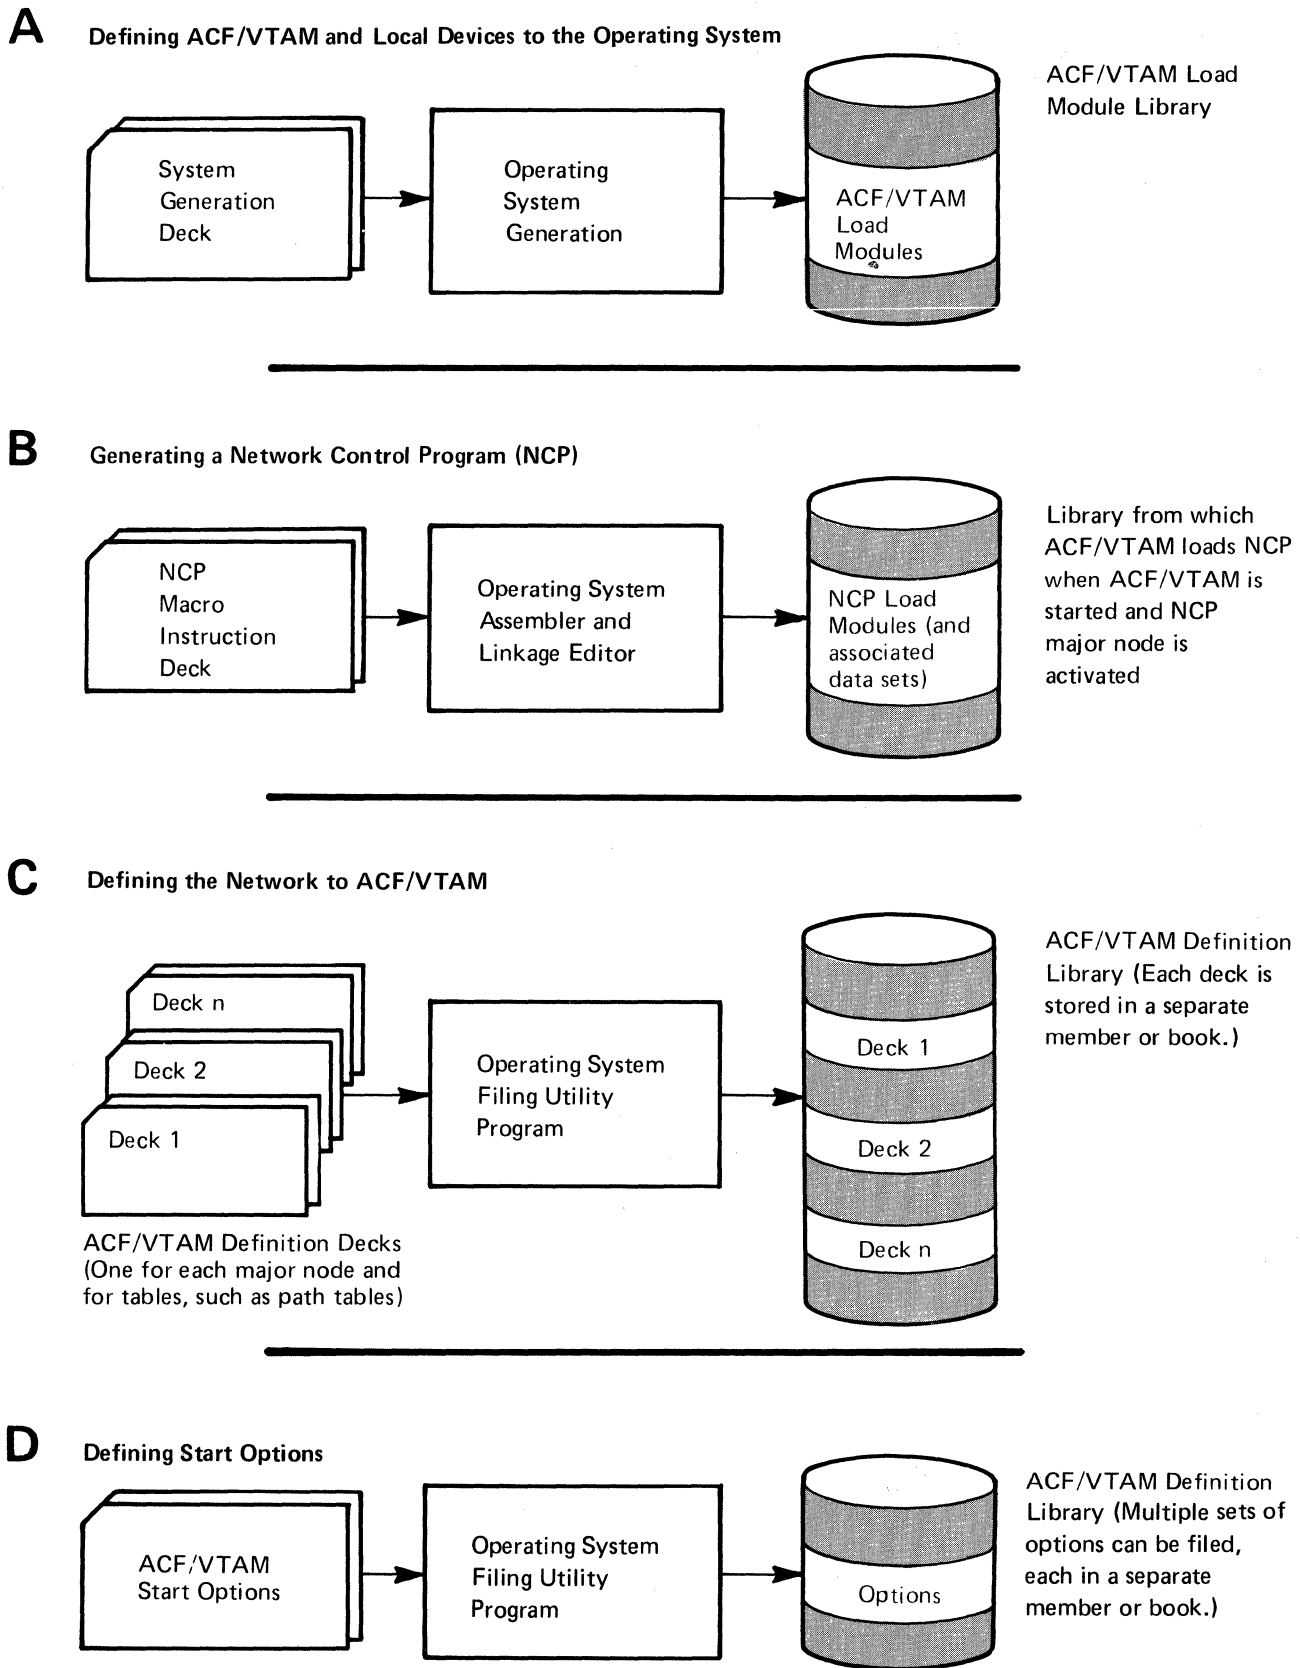 A
Defining ACF/VTAM and Local Devices to the Operating System
System
Generation
Deck
Operating
System
Generation
ACF/VTAM
Load
Modules
ACF/VTAM Load
Module Library
B
Generating a Network Control Program (NCP)
NCP
Macro
Instruction
Deck
Operating System
Assembler and
Linkage Editor
NCP Load
Modules (and
associated
data sets)
Library from which
ACF/VTAM loads NCP
when ACF/VTAM is
started and NCP
major node is
activated
C
Defining the Network to ACF/VTAM
Deck n
Deck 2
Deck 1
ACF/VTAM Definition Decks
(One for each major node and
for tables, such as path tables)
Operating System
Filing Utility
Program
Deck 1
Deck 2
Deck n
ACF/VTAM Definition
Library (Each deck is
stored in a separate
member or book.)
D
Defining Start Options
ACF/VTAM
Start Options
Operating System
Filing Utility
Program
Options
ACF/VTAM Definition
Library (Multiple sets of
options can be filed,
each in a separate
member or book.)